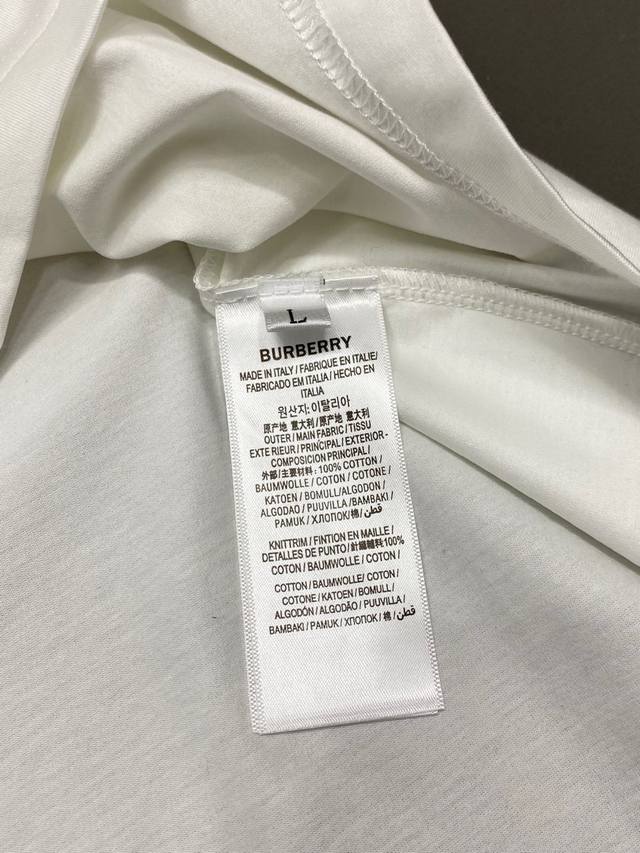 L
BURBERRY
MADE IN ITALY / FABRIQUE EN ITALIE/
FABRICADO EM ITALIA / HECHO EN
ITALIA
원산지: 이탈리아
原产地 意大利 / 原産地 意大利
OUTER / MAIN FABRIC / TISSU
EXTE RIEUR / PRINCIPAL / EXTERIOR-
COMPOSICION PRINCIPAL /
外部 / 主要材料 : 100% COTTON /
BAUMWOLLE / COTON / COTONE /
KATOEN / BOMULL/ALGODON /
ALGODAO / PUUVILLA /BAMBAKI /
PAMUK / ХЛОПОК/ 棉 / قطن /
KNITTRIM / FINTION EN MAILLE /
DETALLES DE PUNTO / 針織輔料:100%
COTON / BAUMWOLLE / COTON /
COTTON / BAUMWOLLE/ COTON /
COTONE / KATOEN / BOMULL /
ALGODÓN / ALGODÃO / PUUVILLA /
BAMBAKI / PAMUK / ХЛОПОК / 棉 / قطن /